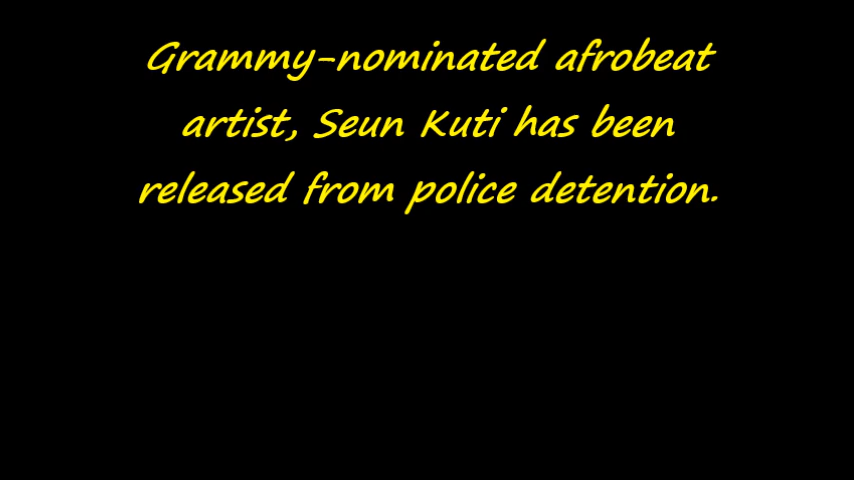 Grammy-nominated afrobeat
artist, Seun Kuti has been
released from police detention.